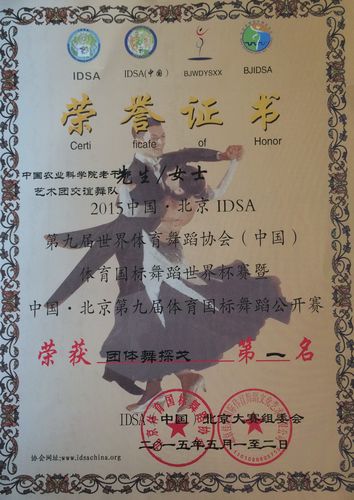 IDSA IDSA(中国) BJWDYSXX BJIDSA
荣誉证书
Certi ficate of Honor
中国农业科学院老干部 先生/女士
艺术团交谊舞队
2015中国·北京IDSA
第九届世界体育舞蹈协会（中国）
体育国标舞蹈世界杯赛暨
中国·北京第九届体育国标舞蹈公开赛
荣获 团体舞探戈 第一名
IDSA（中国）北京大赛组委会
二〇一五年五月一至二日
协会网址:www.idsachina.org